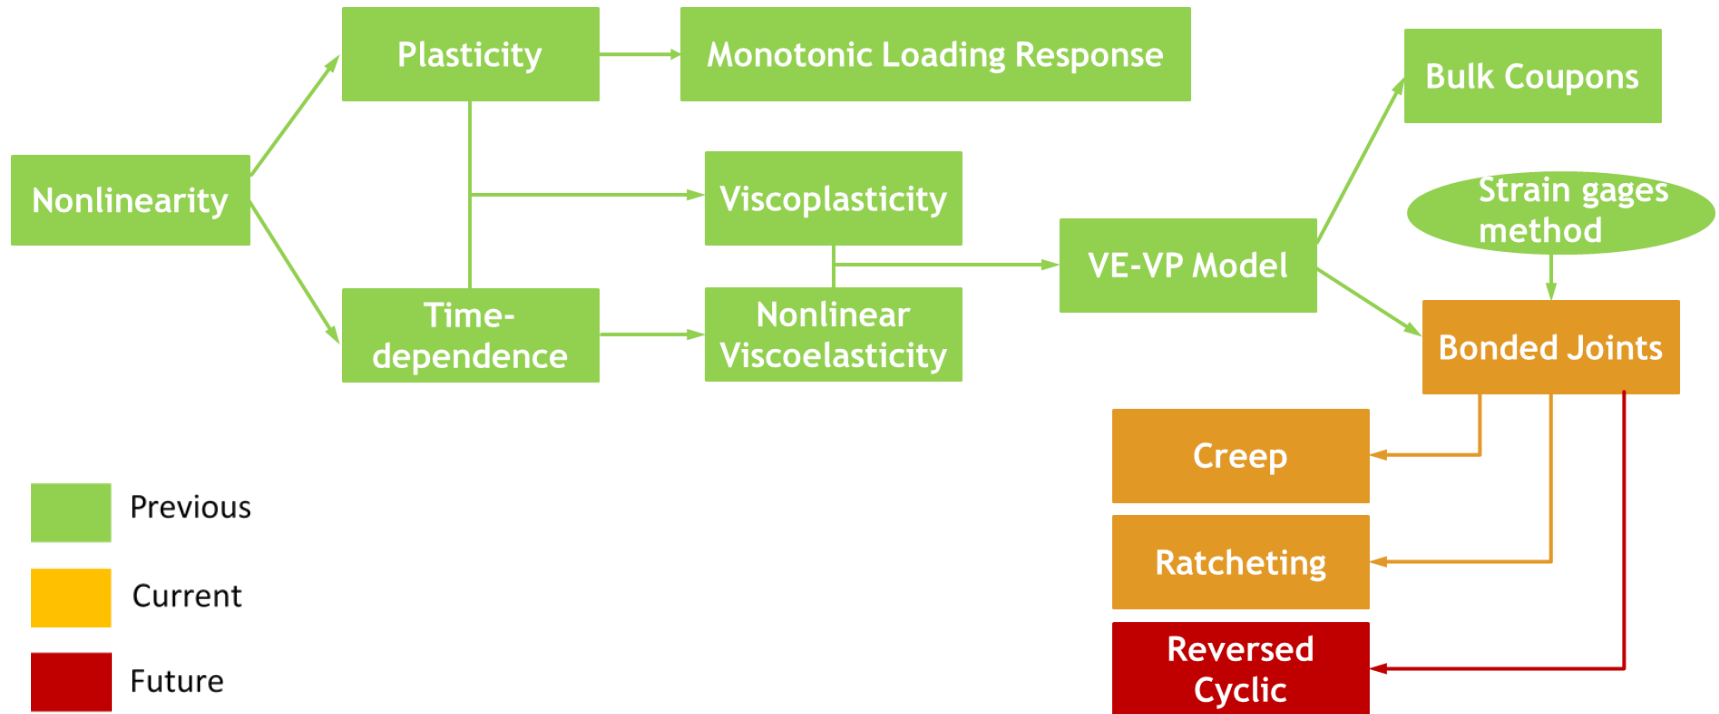 Plasticity
Monotonic Loading Response
Bulk Coupons
Nonlinearity
Viscoplasticity
Strain gages
method
VE-VP Model
Time-
dependence
Nonlinear
Viscoelasticity
Bonded Joints
Creep
Ratcheting
Reversed
Cyclic
Previous
Current
Future